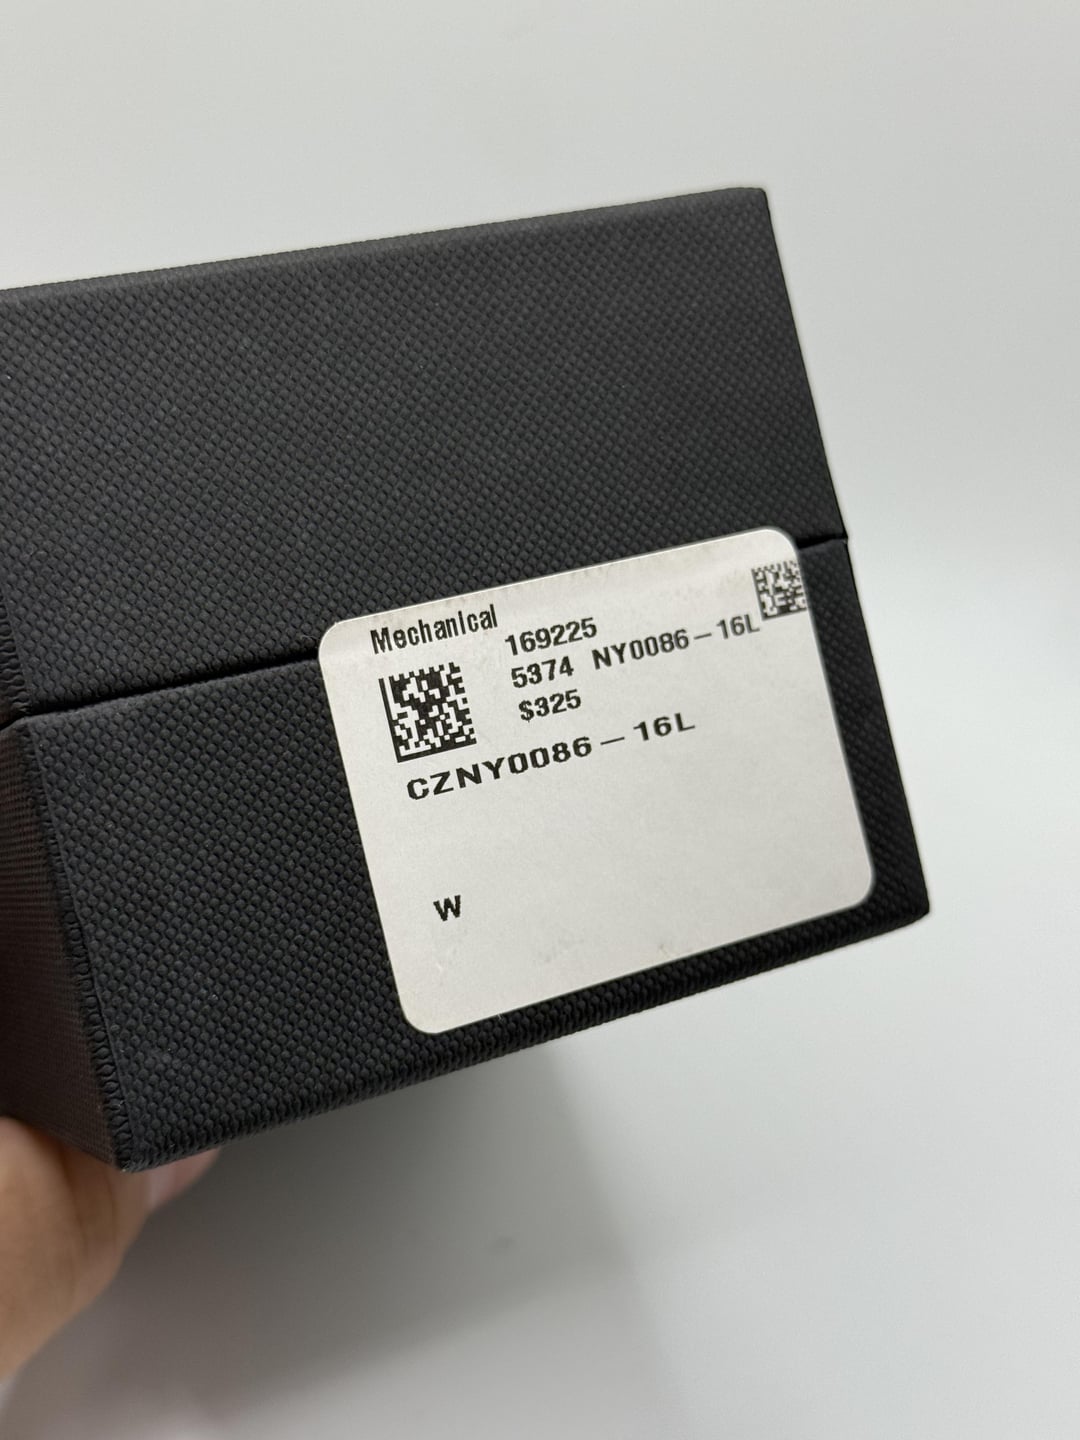 Mechanical
169225
5374 NY0086-16L
$325
CZNY0086-16L
W